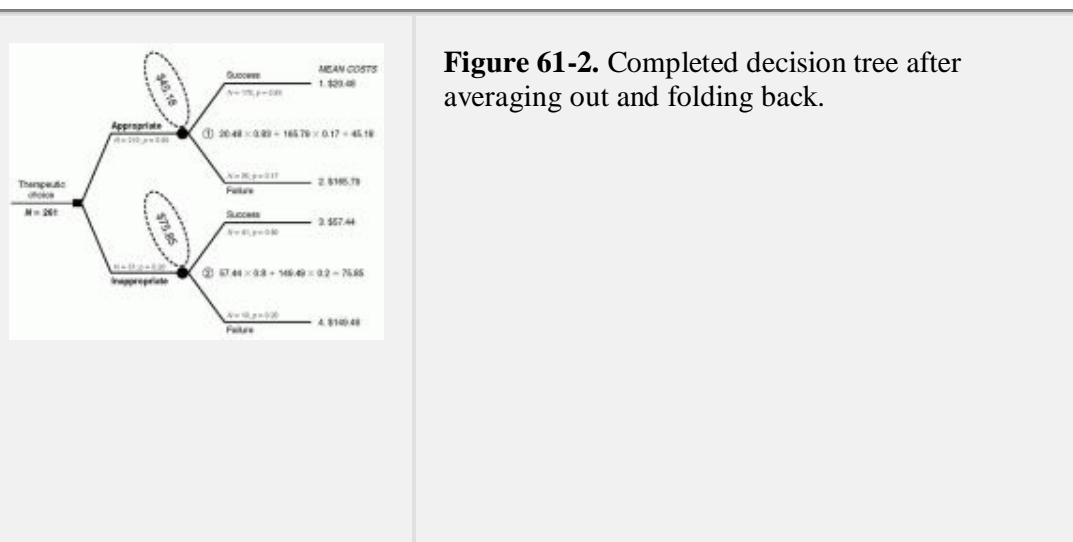 Figure 61-2. Completed decision tree after
averaging out and folding back.
MEAN COSTS
Success
1. $20.48
$45.18
Appropriate
① 20.48 × 0.83 + 165.79 × 0.17 = 45.18
2. $165.79
Failure
Therapeutic
choice
N = 261
Success
3. $57.44
$75.85
② 57.44 × 0.8 + 149.49 × 0.2 = 75.85
Inappropriate
4. $149.48
Failure